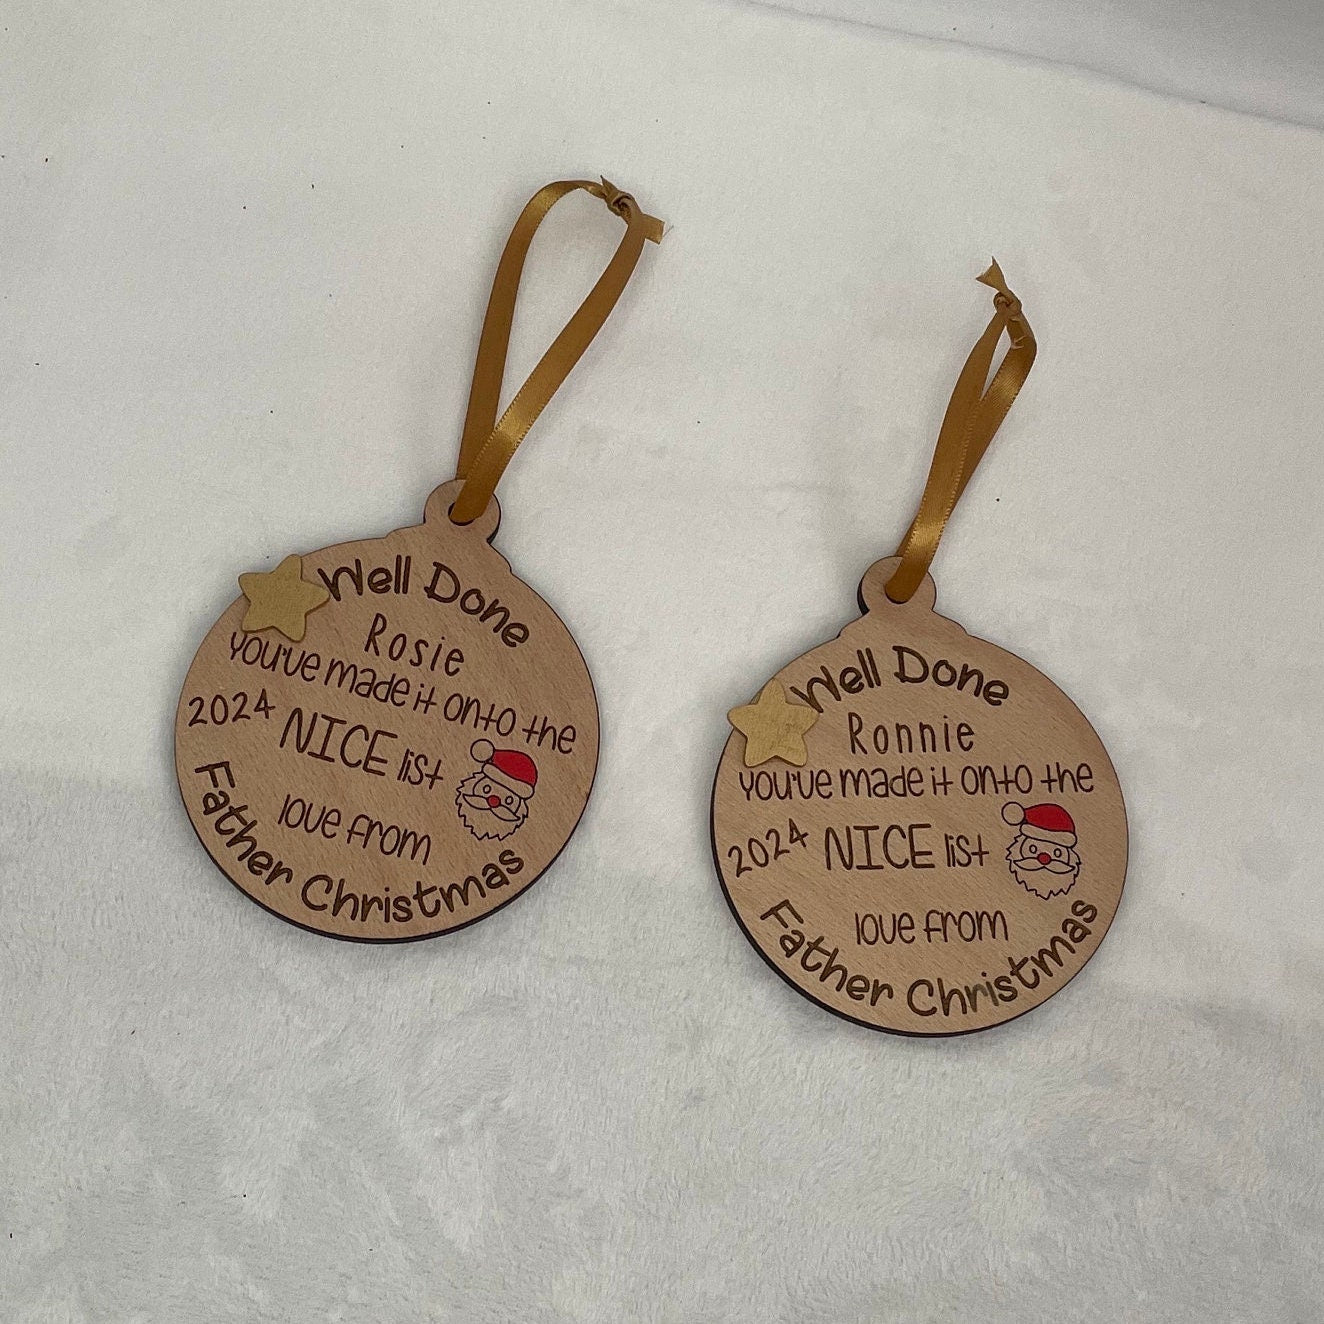 Well Done
Rosie
you've made it onto the
2024 NICE list
love from
Father Christmas
Well Done
Ronnie
you've made it onto the
2024 NICE list
love from
Father Christmas